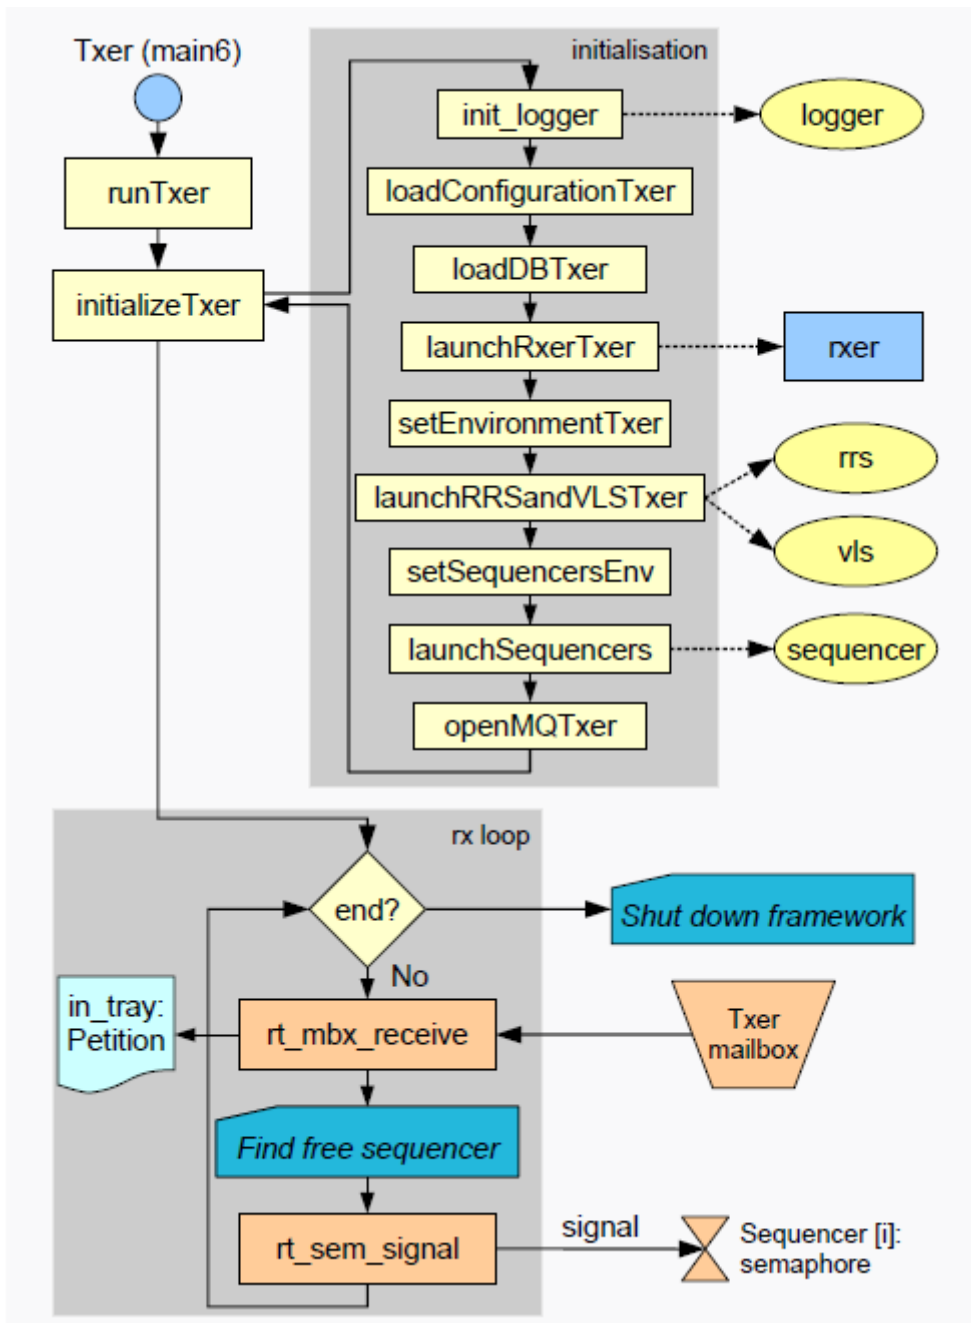 Txer (main6)
initialisation
init_logger
logger
loadConfigurationTxer
runTxer
loadDBTxer
initializeTxer
launchRxerTxer
rxer
setEnvironmentTxer
rrs
launchRRSandVLSTxer
vls
setSequencersEnv
launchSequencers
sequencer
openMQTxer
rx loop
end?
Shut down framework
No
in_tray:
Petition
rt_mbx_receive
Txer
mailbox
Find free sequencer
rt_sem_signal
signal
Sequencer [i]:
semaphore